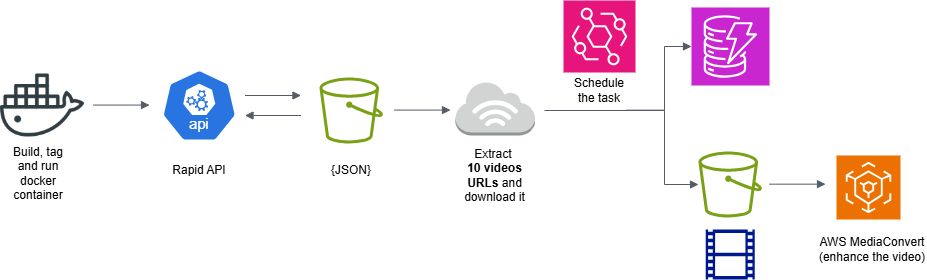 Build, tag
and run
docker
container
api
Rapid API
{JSON}
Extract
10 videos
URLs and
download it
Schedule
the task
AWS MediaConvert
(enhance the video)